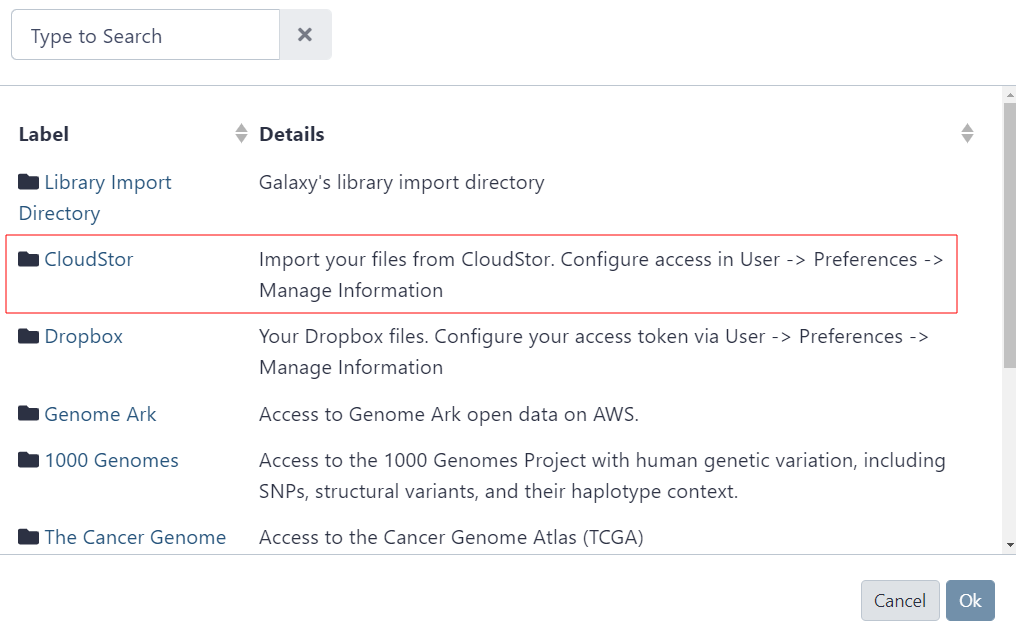 Type to Search
Label Details
Library Import Galaxy's library import directory
Directory
CloudStor Import your files from CloudStor. Configure access in User -> Preferences ->
Manage Information
Dropbox Your Dropbox files. Configure your access token via User -> Preferences ->
Manage Information
Genome Ark Access to Genome Ark open data on AWS.
1000 Genomes Access to the 1000 Genomes Project with human genetic variation, including
SNPs, structural variants, and their haplotype context.
The Cancer Genome Access to the Cancer Genome Atlas (TCGA)
Cancel Ok